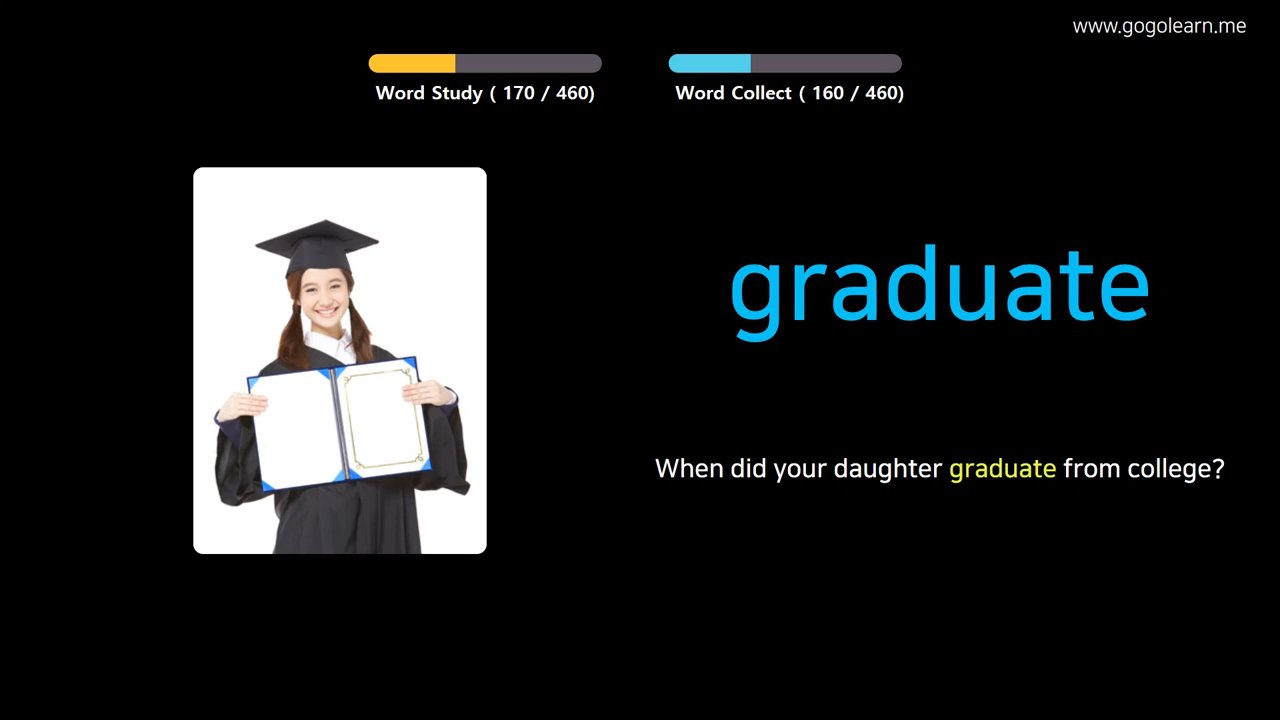 www.gogolearn.me
Word Study ( 170 / 460)
Word Collect ( 160 / 460)
graduate
When did your daughter graduate from college?